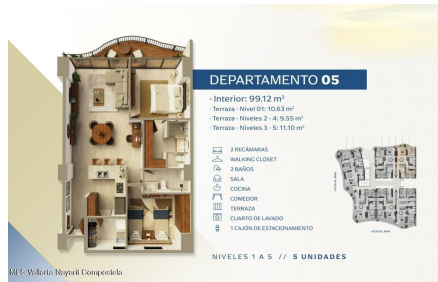 DEPARTAMENTO 05
• Interior: 99.12 m²
• Terraza - Nivel 01: 10.63 m²
• Terraza - Niveles 2 - 4: 9.55 m²
• Terraza - Niveles 3 - 5: 11.10 m²
2 RECÁMARAS
WALKING CLOSET
2 BAÑOS
SALA
COCINA
COMEDOR
TERRAZA
CUARTO DE LAVADO
1 CAJÓN DE ESTACIONAMIENTO
NIVELES 1 A 5 // 5 UNIDADES
MLS Vallarta Nayarit Compostela